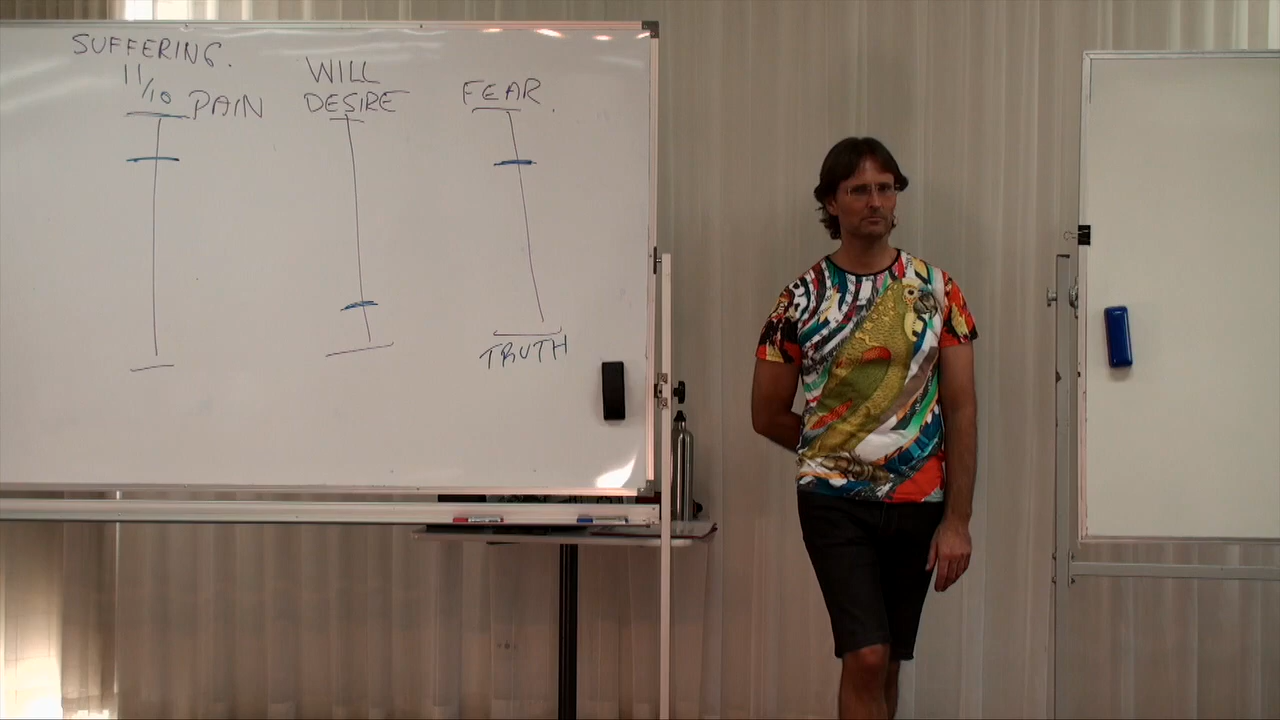 SUFFERING.
11/10 PAIN
WILL
DESIRE
FEAR.
TRUTH